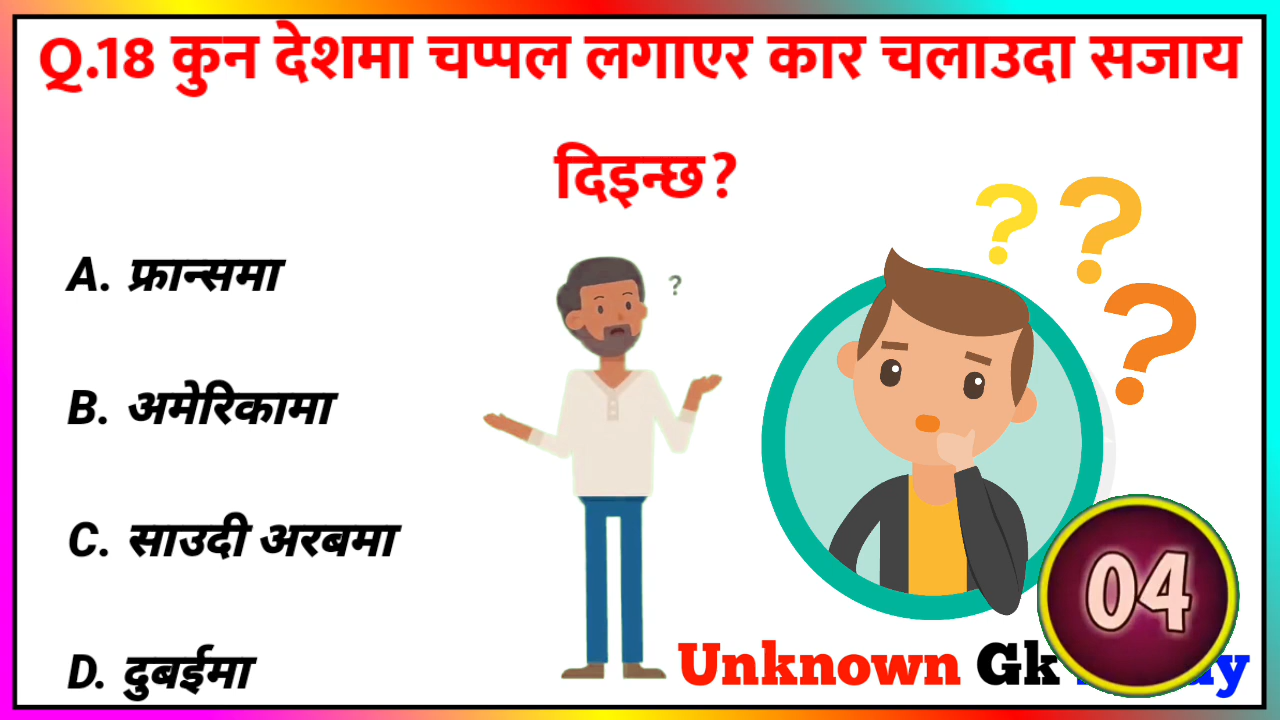 Q.18 कुन देशमा चप्पल लगाएर कार चलाउदा सजाय
दिइन्छ?
?
? ? ?
A. फ्रान्समा
B. अमेरिकामा
C. साउदी अरबमा
D. दुबईमा
04
Unknown Gk